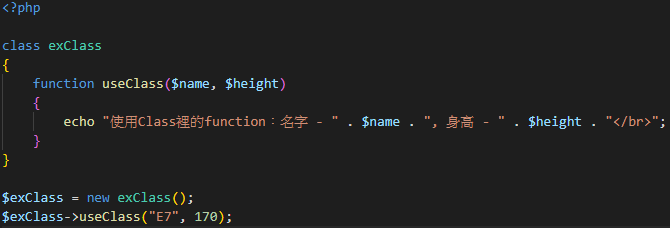 <?php
class exClass
{
function useClass($name, $height)
{
echo "使用Class裡的function：名字 - " . $name . ", 身高 - " . $height . "</br>";
}
}
$exClass = new exClass();
$exClass->useClass("E7", 170);